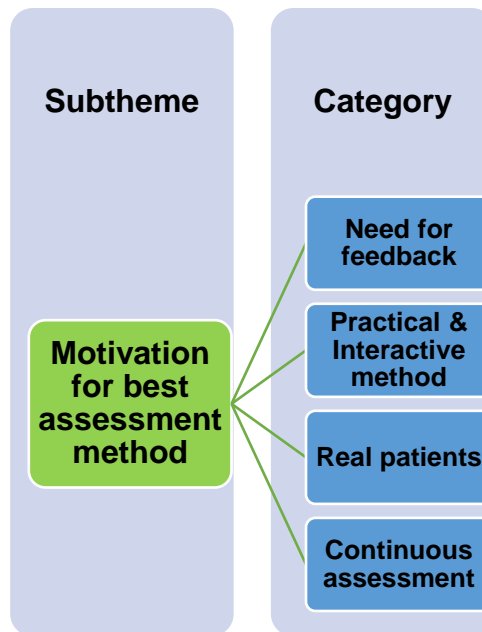 Subtheme
Category
Motivation
for best
assessment
method
Need for
feedback
Practical &
Interactive
method
Real patients
Continuous
assessment